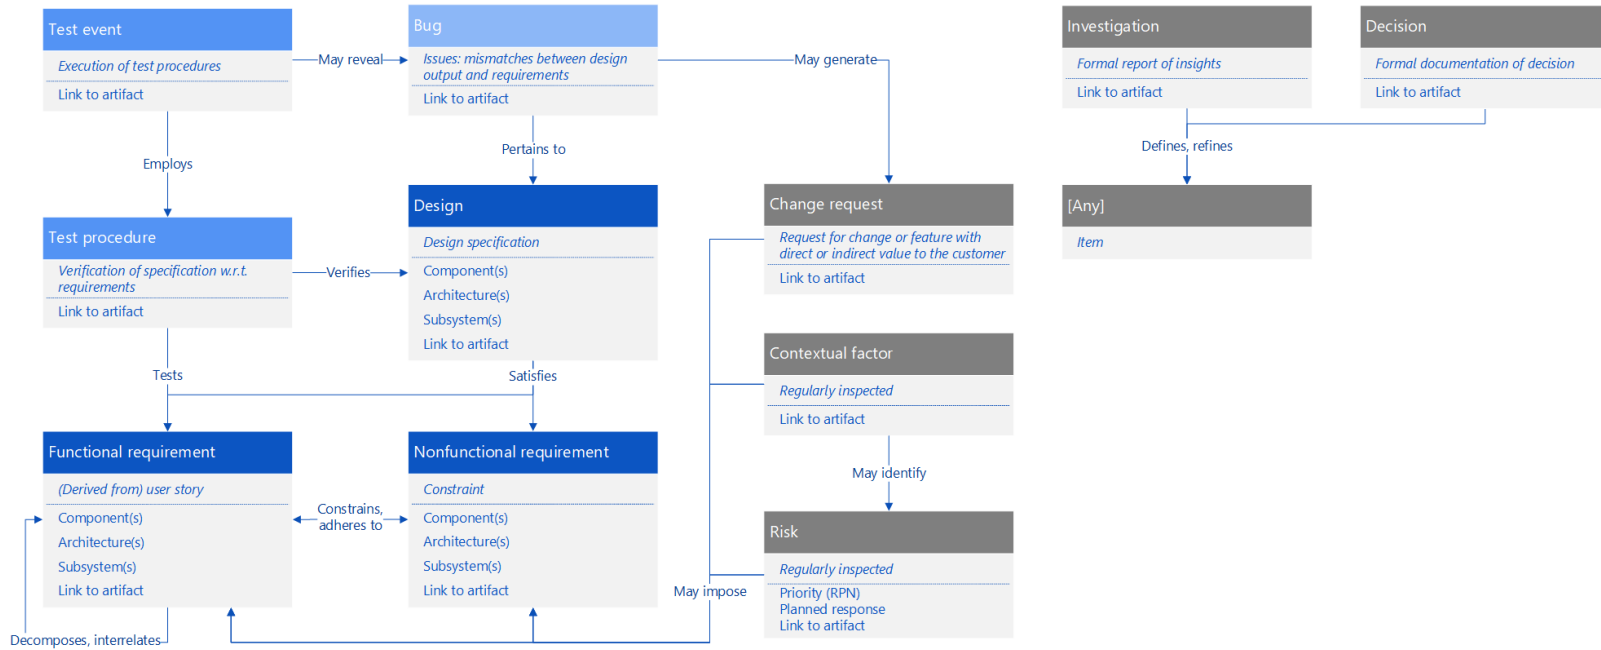 Test event
Execution of test procedures
Link to artifact
May reveal
Bug
Issues: mismatches between design
output and requirements
Link to artifact
May generate
Investigation
Formal report of insights
Link to artifact
Decision
Formal documentation of decision
Link to artifact
Employs
Pertains to
Defines, refines
Test procedure
Verification of specification w.r.t.
requirements
Link to artifact
Verifies
Design
Design specification
Component(s)
Architecture(s)
Subsystem(s)
Link to artifact
Change request
Request for change or feature with
direct or indirect value to the customer
Link to artifact
[Any]
Item
Tests
Satisfies
Contextual factor
Regularly inspected
Link to artifact
May identify
Functional requirement
(Derived from) user story
Component(s)
Architecture(s)
Subsystem(s)
Link to artifact
Constrains,
adheres to
Nonfunctional requirement
Constraint
Component(s)
Architecture(s)
Subsystem(s)
Link to artifact
Risk
Regularly inspected
Priority (RPN)
Planned response
Link to artifact
May impose
Decomposes, interrelates